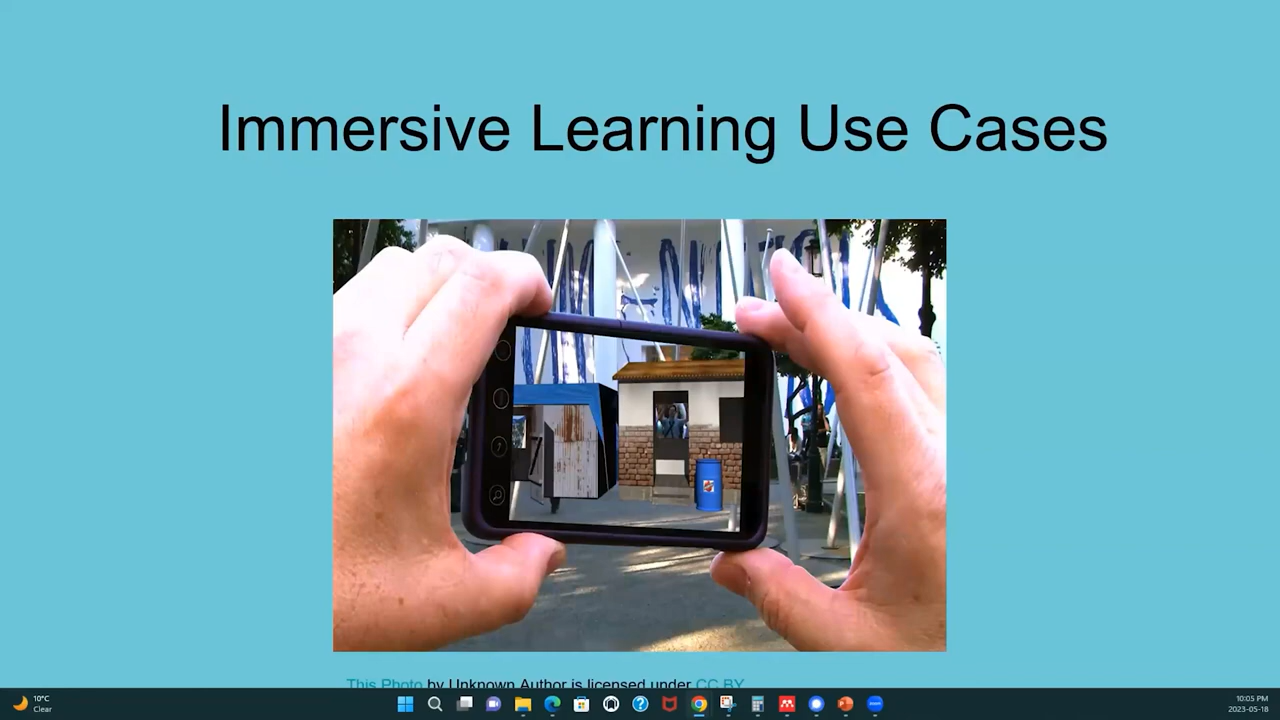 Immersive Learning Use Cases
This Photo by Unknown Author is licensed under CC BY
10°C
Clear
10:05 PM
2023-05-18